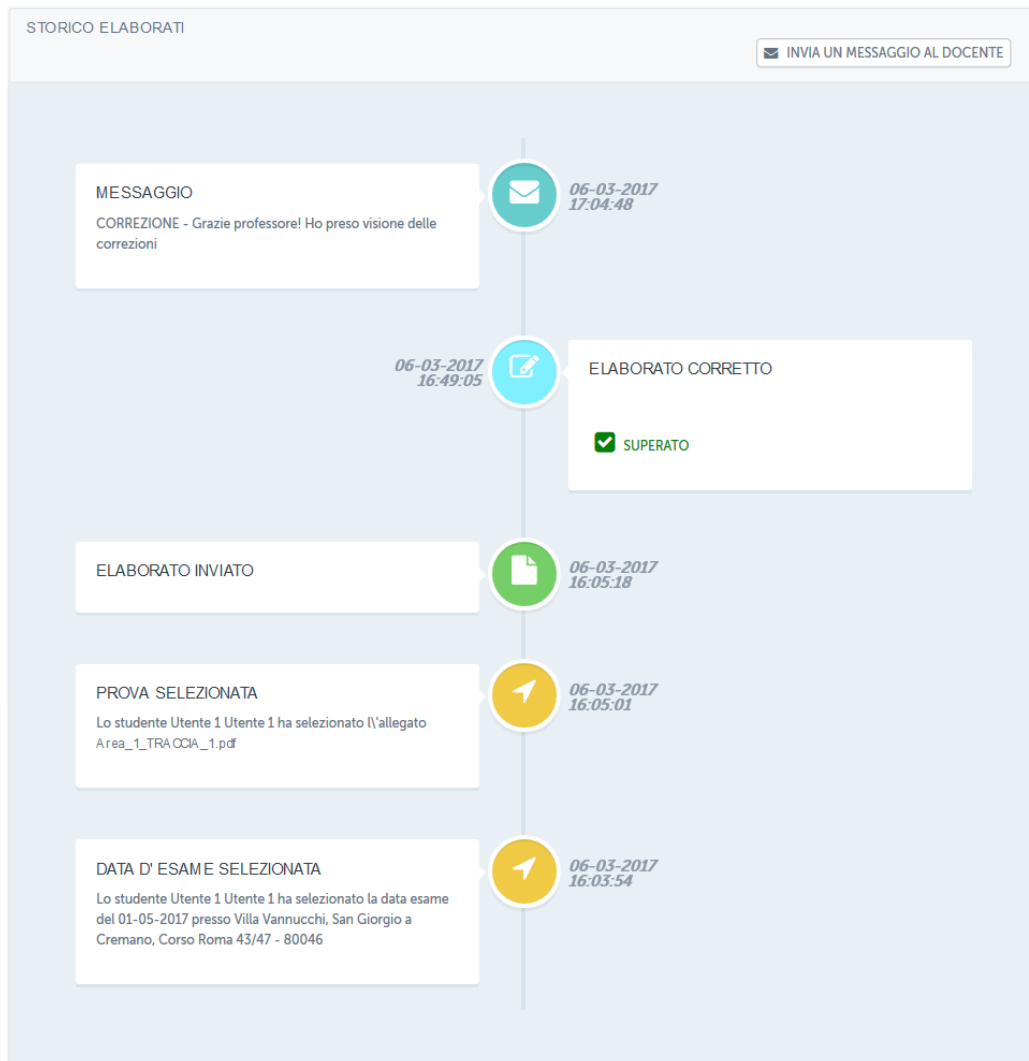 STORICO ELABORATI
INVIA UN MESSAGGIO AL DOCENTE
MESSAGGIO
CORREZIONE - Grazie professore! Ho preso visione delle
correzioni
06-03-2017
17:04:48
06-03-2017
16:49:05
ELABORATO CORRETTO
SUPERATO
ELABORATO INVIATO
06-03-2017
16:05:18
PROVA SELEZIONATA
Lo studente Utente 1 Utente 1 ha selezionato l\'allegato
Area_1_TRACCIA_1.pdf
06-03-2017
16:05:01
DATA D' ESAME SELEZIONATA
Lo studente Utente 1 Utente 1 ha selezionato la data esame
del 01-05-2017 presso Villa Vannucchi, San Giorgio a
Cremano, Corso Roma 43/47 - 80046
06-03-2017
16:03:54